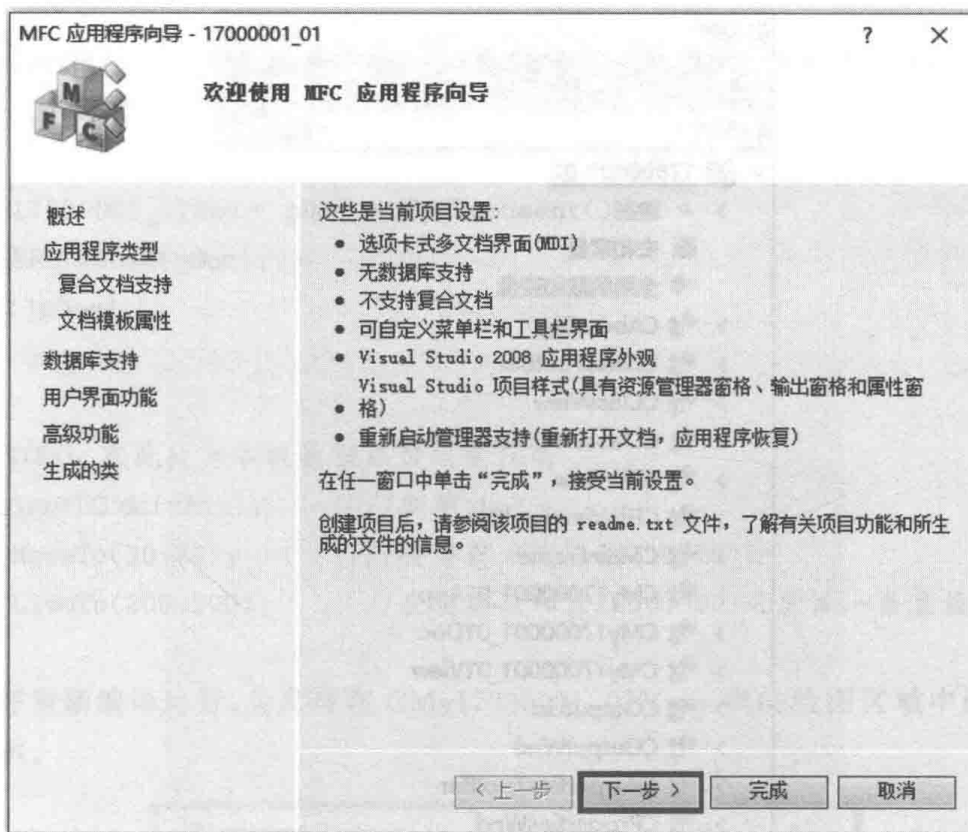 MFC 应用程序向导 - 17000001_01
? ×
M
F C
欢迎使用 MFC 应用程序向导
概述
应用程序类型
复合文档支持
文档模板属性
数据库支持
用户界面功能
高级功能
生成的类
这些是当前项目设置:
• 选项卡式多文档界面(MDI)
• 无数据库支持
• 不支持复合文档
• 可自定义菜单栏和工具栏界面
• Visual Studio 2008 应用程序外观
Visual Studio 项目样式(具有资源管理器窗格、输出窗格和属性窗
• 格)
• 重新启动管理器支持(重新打开文档，应用程序恢复)
在任一窗口中单击“完成”，接受当前设置。
创建项目后，请参阅该项目的 readme.txt 文件，了解有关项目功能和所生
成的文件的信息。
< 上一步
下一步 >
完成
取消